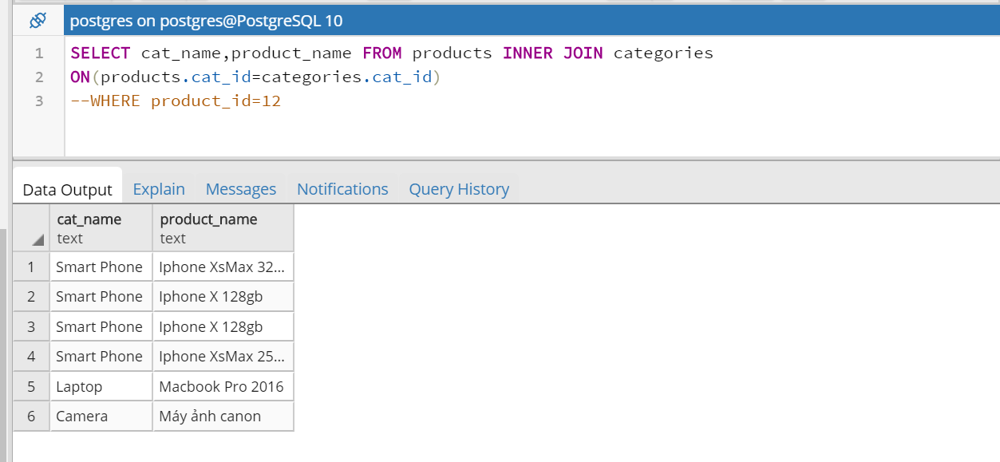 postgres on postgres@PostgreSQL 10
1 SELECT cat_name,product_name FROM products INNER JOIN categories
2 ON(products.cat_id=categories.cat_id)
3 --WHERE product_id=12
Data Output Explain Messages Notifications Query History
cat_name product_name
text text
1 Smart Phone Iphone XsMax 32...
2 Smart Phone Iphone X 128gb
3 Smart Phone Iphone X 128gb
4 Smart Phone Iphone XsMax 25...
5 Laptop Macbook Pro 2016
6 Camera Máy ảnh canon